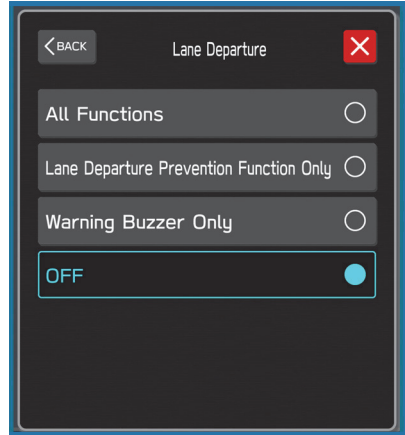 BACK
Lane Departure
All Functions
Lane Departure Prevention Function Only
Warning Buzzer Only
OFF